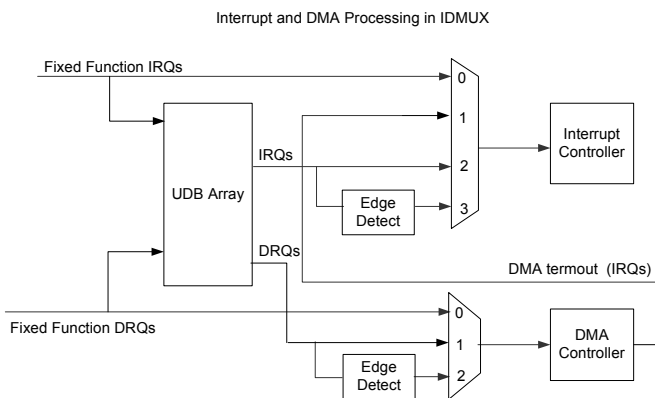 Interrupt and DMA Processing in IDMUX
Fixed Function IRQs
0
1
IRQs
2
UDB Array
Edge
Detect
3
Interrupt
Controller
DRQs
DMA termout (IRQs)
Fixed Function DRQs
0
1
Edge
Detect
2
DMA
Controller